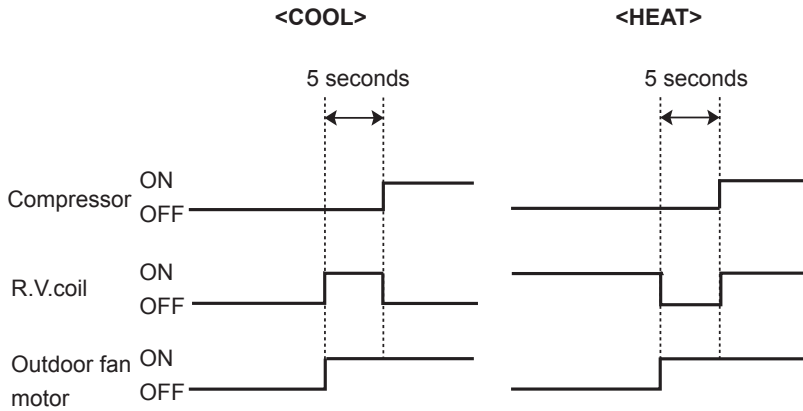 <COOL> <HEAT>
5 seconds 5 seconds
Compressor ON
OFF
R.V.coil ON
OFF
Outdoor fan motor ON
OFF